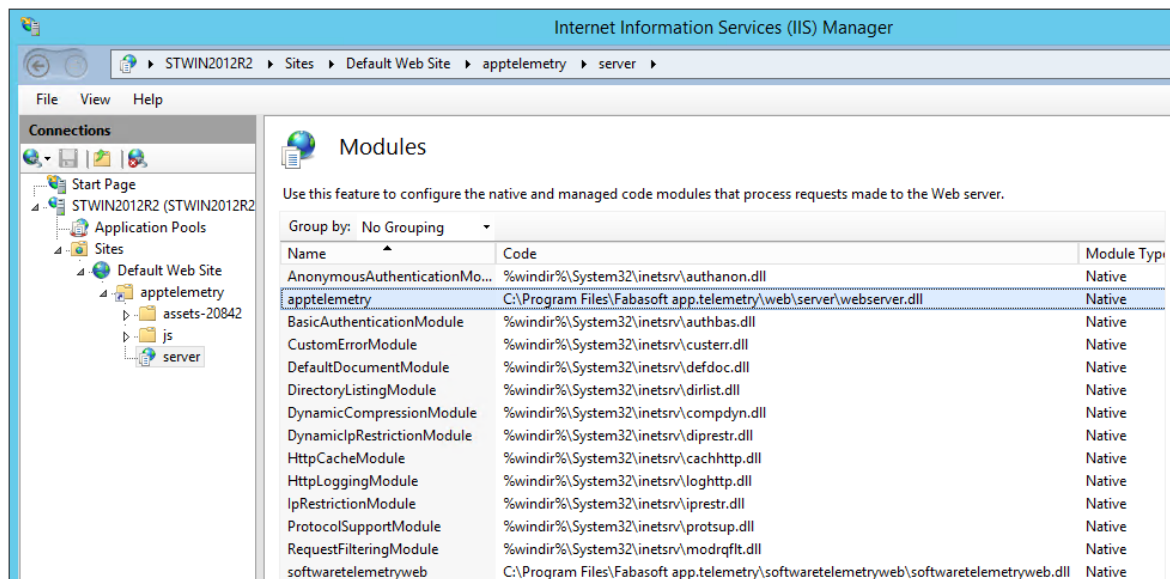 Internet Information Services (IIS) Manager
STWIN2012R2 Sites Default Web Site apptelemetry server
File View Help
Connections
Start Page
STWIN2012R2 (STWIN2012R2
Application Pools
Sites
Default Web Site
apptelemetry
assets-20842
js
server
Modules
Use this feature to configure the native and managed code modules that process requests made to the Web server.
Group by: No Grouping
Name Code Module Type
AnonymousAuthenticationMo... %windir%\System32\inetsrv\authanon.dll Native
apptelemetry C:\Program Files\Fabasoft app.telemetry\web\server\webserver.dll Native
BasicAuthenticationModule %windir%\System32\inetsrv\authbas.dll Native
CustomErrorModule %windir%\System32\inetsrv\custerr.dll Native
DefaultDocumentModule %windir%\System32\inetsrv\defdoc.dll Native
DirectoryListingModule %windir%\System32\inetsrv\dirlist.dll Native
DynamicCompressionModule %windir%\System32\inetsrv\compdyn.dll Native
DynamicIpRestrictionModule %windir%\System32\inetsrv\diprestr.dll Native
HttpCacheModule %windir%\System32\inetsrv\cachhttp.dll Native
HttpLoggingModule %windir%\System32\inetsrv\loghttp.dll Native
IpRestrictionModule %windir%\System32\inetsrv\iprestr.dll Native
ProtocolSupportModule %windir%\System32\inetsrv\protsup.dll Native
RequestFilteringModule %windir%\System32\inetsrv\modrqflt.dll Native
softwaretelemetryweb C:\Program Files\Fabasoft app.telemetry\softwaretelemetryweb\softwaretelemetryweb.dll Native